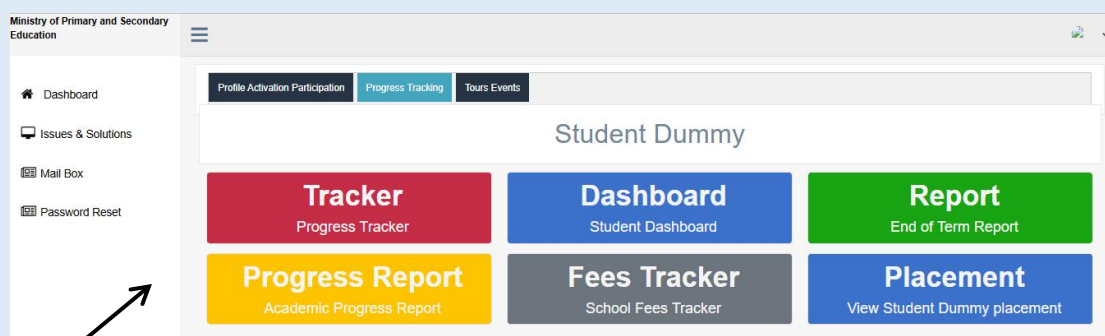 Ministry of Primary and Secondary
Education
Dashboard
Issues & Solutions
Mail Box
Password Reset
Profile Activation Participation Progress Tracking Tours Events
Student Dummy
Tracker
Progress Tracker
Dashboard
Student Dashboard
Report
End of Term Report
Progress Report
Academic Progress Report
Fees Tracker
School Fees Tracker
Placement
View Student Dummy placement